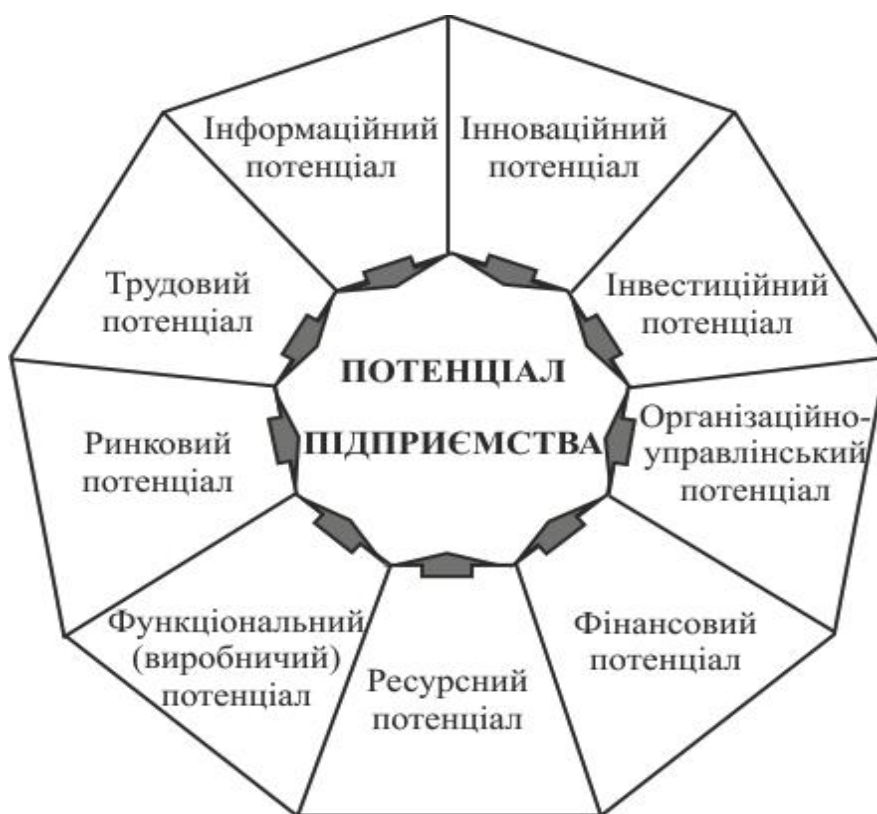 Інформаційний
потенціал
Інноваційний
потенціал
Трудовий
потенціал
Інвестиційний
потенціал
ПОТЕНЦІАЛ
ПІДПРИЄМСТВА
Ринковий
потенціал
Організаційно-
управлінський
потенціал
Функціональний
(виробничий)
потенціал
Ресурсний
потенціал
Фінансовий
потенціал